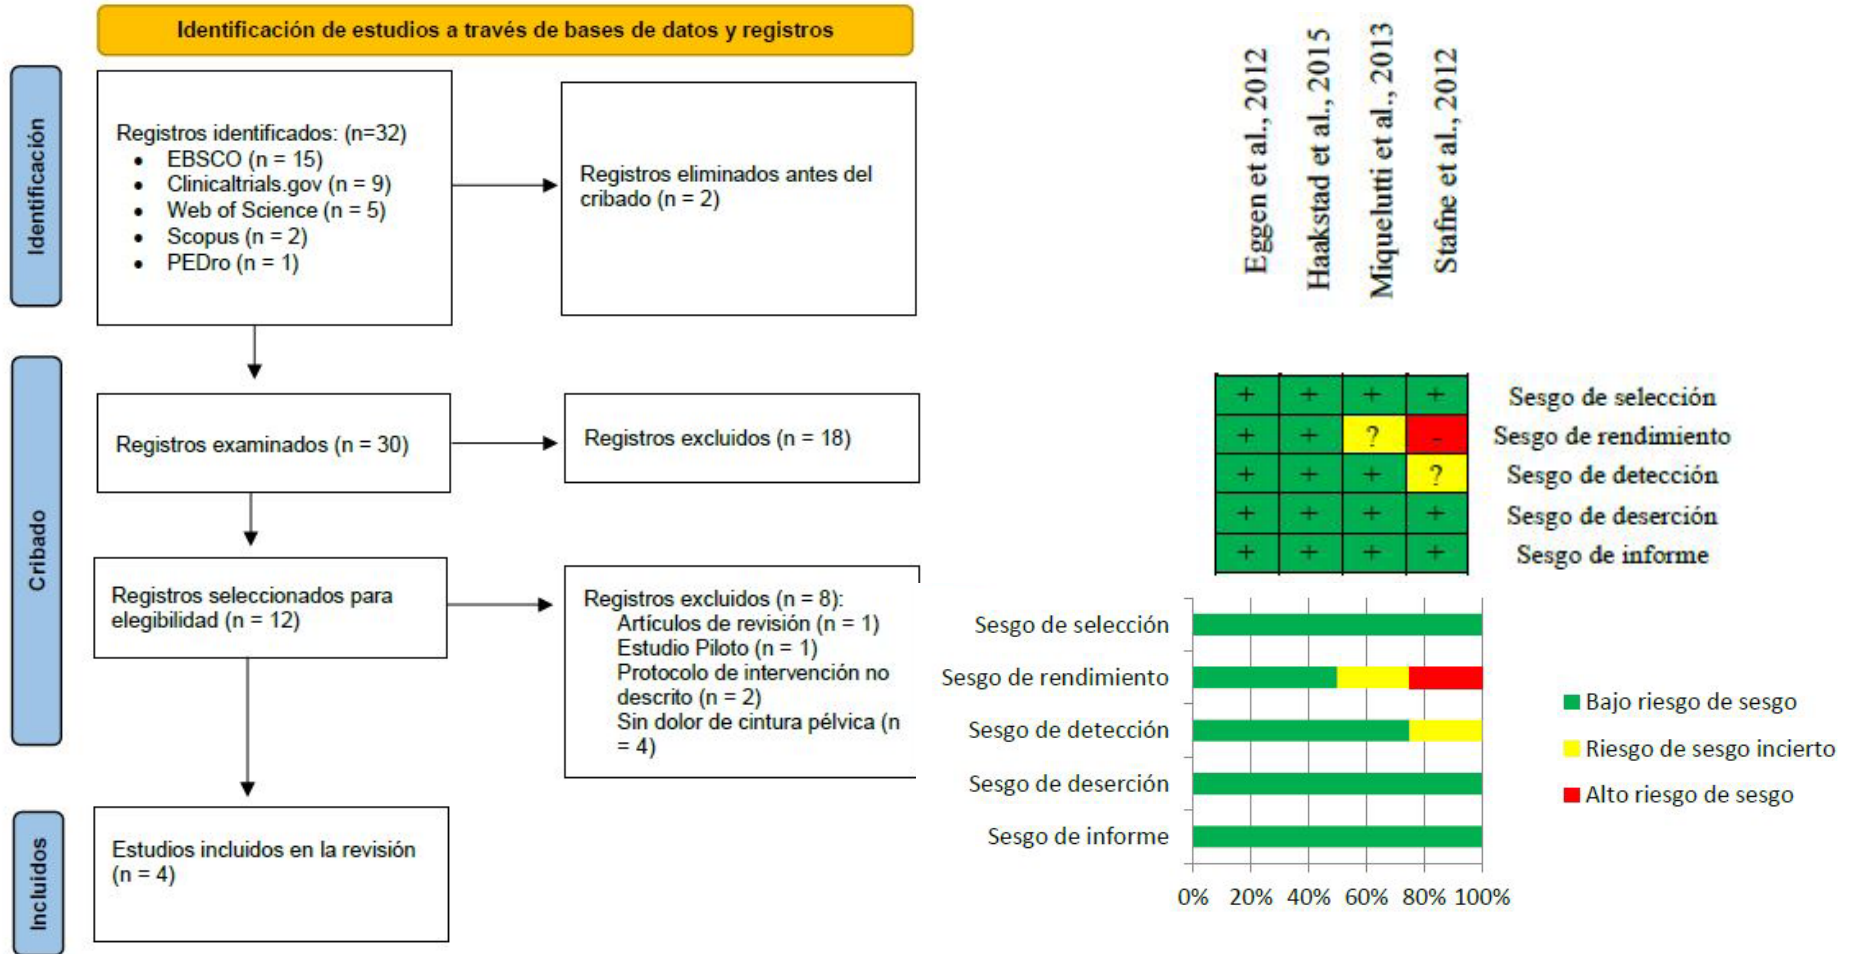 Identificación de estudios a través de bases de datos y registros
Identificación
Registros identificados: (n=32)
• EBSCO (n = 15)
• Clinicaltrials.gov (n = 9)
• Web of Science (n = 5)
• Scopus (n = 2)
• PEDro (n = 1)
Registros eliminados antes del
cribado (n = 2)
Cribado
Registros examinados (n = 30)
Registros excluidos (n = 18)
Registros seleccionados para
elegibilidad (n = 12)
Registros excluidos (n = 8):
Artículos de revisión (n = 1)
Estudio Piloto (n = 1)
Protocolo de intervención no
descrito (n = 2)
Sin dolor de cintura pélvica (n
= 4)
Incluidos
Estudios incluidos en la revisión
(n = 4)
Eggen et al., 2012
Haakstad et al., 2015
Miquelutti et al., 2013
Stafne et al., 2012
+ + + + Sesgo de selección
+ + ? - Sesgo de rendimiento
+ + + ? Sesgo de detección
+ + + + Sesgo de deserción
+ + + + Sesgo de informe
Sesgo de selección
Sesgo de rendimiento
Sesgo de detección
Sesgo de deserción
Sesgo de informe
0% 20% 40% 60% 80% 100%
Bajo riesgo de sesgo
Riesgo de sesgo incierto
Alto riesgo de sesgo